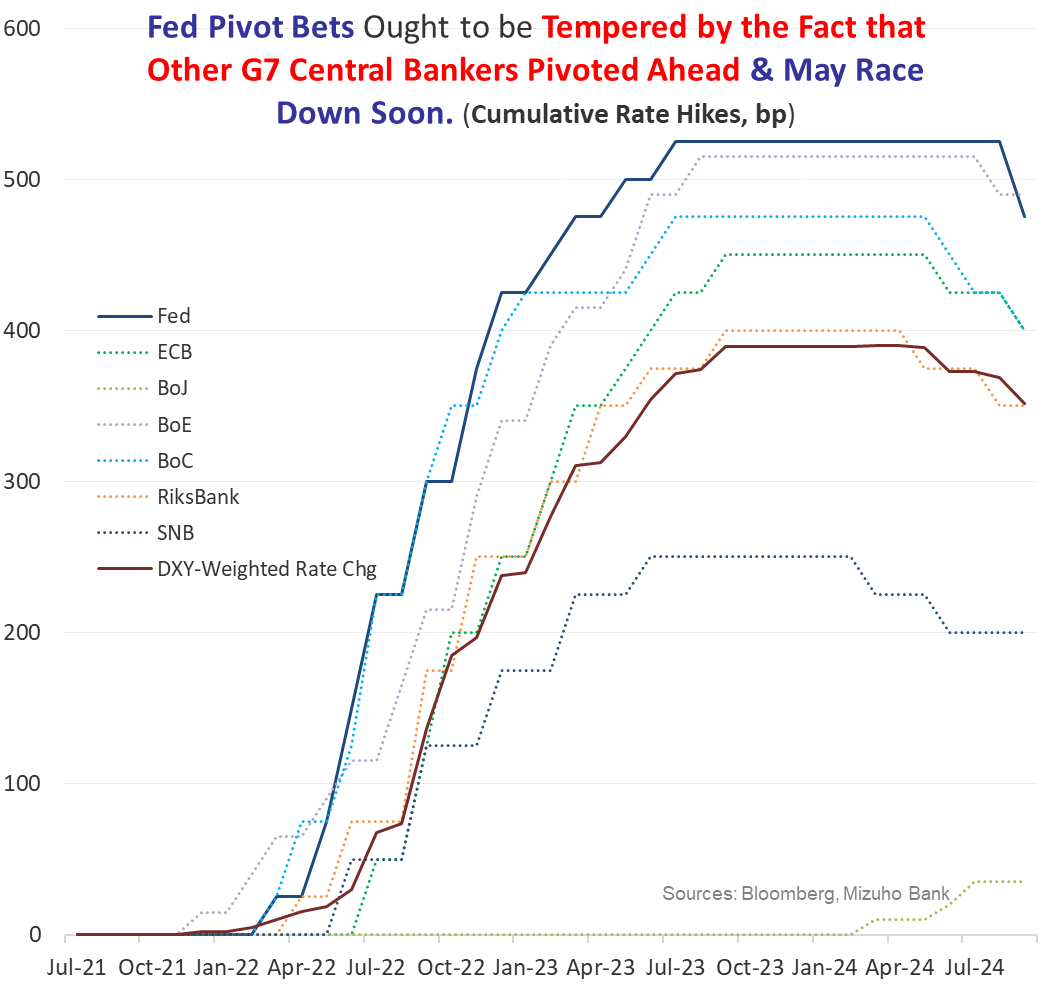 Fed Pivot Bets Ought to be Tempered by the Fact that
Other G7 Central Bankers Pivoted Ahead & May Race
Down Soon. (Cumulative Rate Hikes, bp)
600
500
400
300
200
100
0
Fed
ECB
BoJ
BoE
BoC
RiksBank
SNB
DXY-Weighted Rate Chg
Sources: Bloomberg, Mizuho Bank
Jul-21 Oct-21 Jan-22 Apr-22 Jul-22 Oct-22 Jan-23 Apr-23 Jul-23 Oct-23 Jan-24 Apr-24 Jul-24